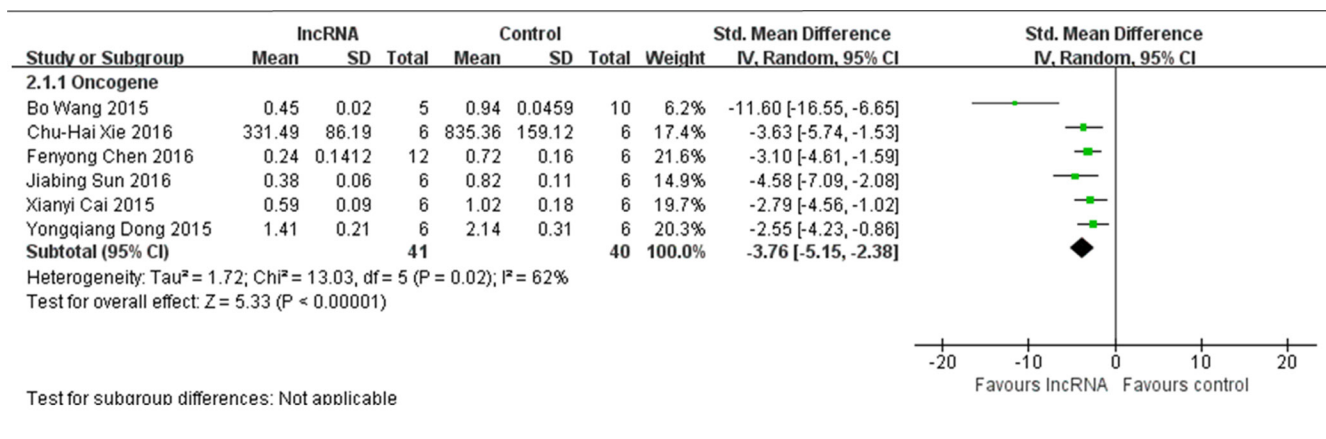 lncRNA Control Std. Mean Difference Std. Mean Difference
Study or Subgroup Mean SD Total Mean SD Total Weight IV, Random, 95% CI IV, Random, 95% CI
2.1.1 Oncogene
Bo Wang 2015 0.45 0.02 5 0.94 0.0459 10 6.2% -11.60 [-16.55, -6.65]
Chu-Hai Xie 2016 331.49 86.19 6 835.36 159.12 6 17.4% -3.63 [-5.74, -1.53]
Fenyong Chen 2016 0.24 0.1412 12 0.72 0.16 6 21.6% -3.10 [-4.61, -1.59]
Jiabing Sun 2016 0.38 0.06 6 0.82 0.11 6 14.9% -4.58 [-7.09, -2.08]
Xianyi Cai 2015 0.59 0.09 6 1.02 0.18 6 19.7% -2.79 [-4.56, -1.02]
Yongqiang Dong 2015 1.41 0.21 6 2.14 0.31 6 20.3% -2.55 [-4.23, -0.86]
Subtotal (95% CI) 41 40 100.0% -3.76 [-5.15, -2.38]
Heterogeneity: Tau² = 1.72; Chi² = 13.03, df = 5 (P = 0.02); I² = 62%
Test for overall effect: Z = 5.33 (P < 0.00001)
-20 -10 0 10 20
Favours lncRNA Favours control
Test for subgroup differences: Not applicable